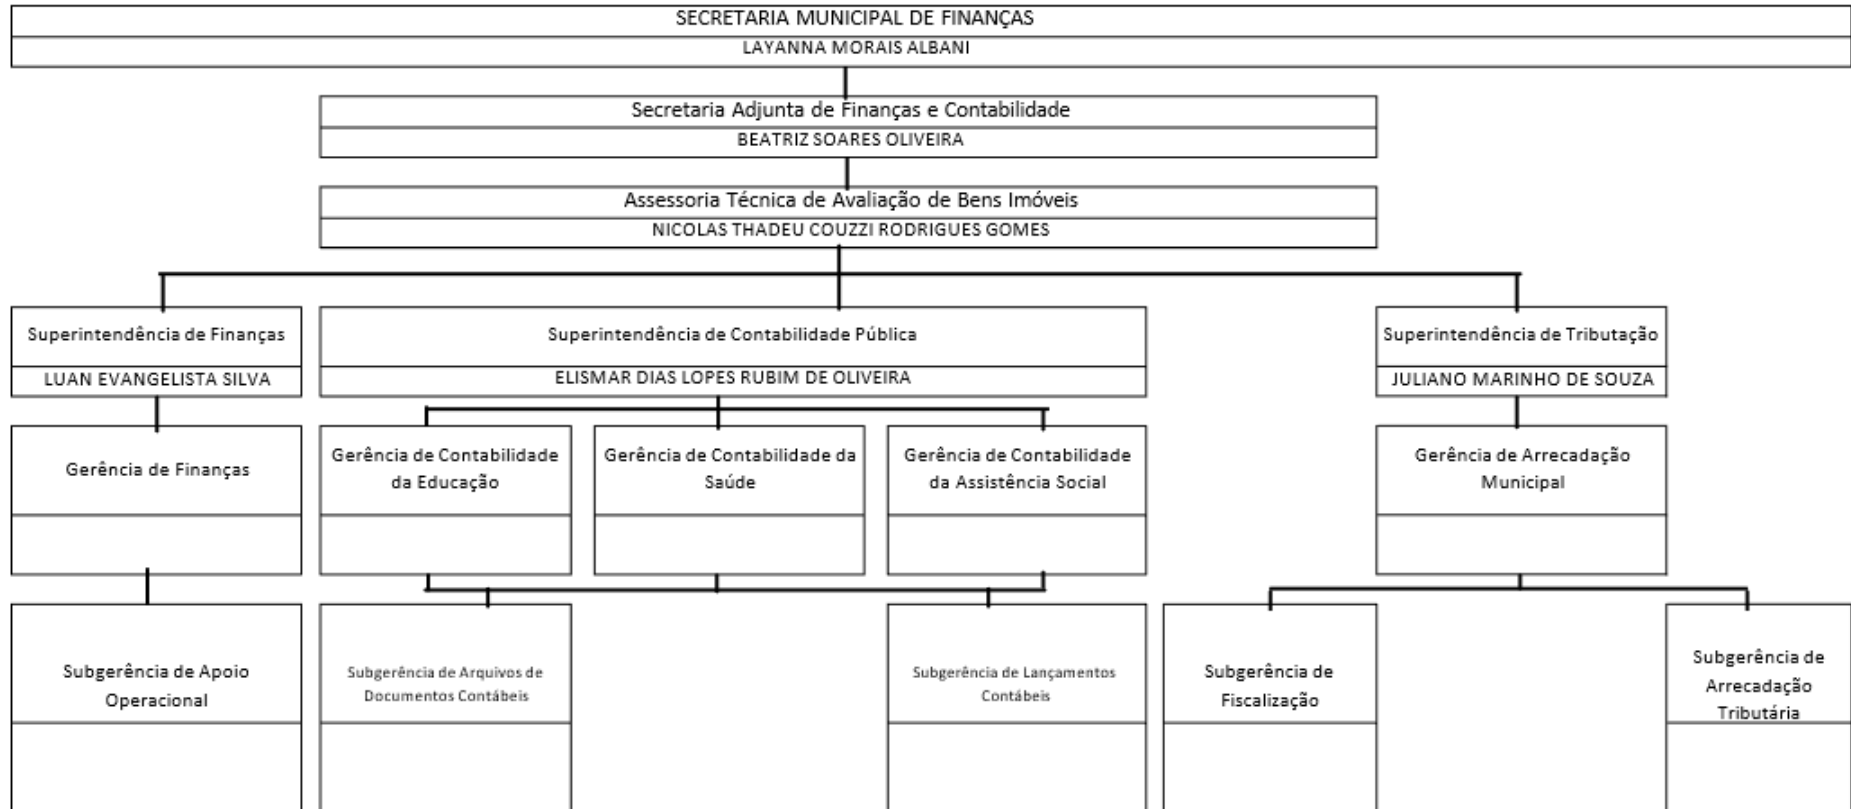 SECRETARIA MUNICIPAL DE FINANÇAS
LAYANNA MORAIS ALBANI
Secretaria Adjunta de Finanças e Contabilidade
BEATRIZ SOARES OLIVEIRA
Assessoria Técnica de Avaliação de Bens Imóveis
NICOLAS THADEU COUZZI RODRIGUES GOMES
Superintendência de Finanças
LUAN EVANGELISTA SILVA
Superintendência de Contabilidade Pública
ELISMAR DIAS LOPES RUBIM DE OLIVEIRA
Superintendência de Tributação
JULIANO MARINHO DE SOUZA
Gerência de Finanças
Gerência de Contabilidade
da Educação
Gerência de Contabilidade da
Saúde
Gerência de Contabilidade
da Assistência Social
Gerência de Arrecadação
Municipal
Subgerência de Apoio
Operacional
Subgerência de Arquivos de
Documentos Contábeis
Subgerência de Lançamentos
Contábeis
Subgerência de
Fiscalização
Subgerência de
Arrecadação
Tributária